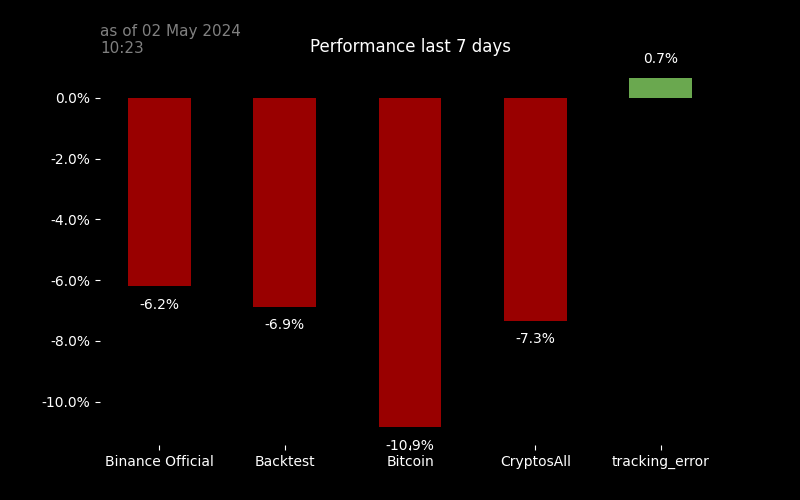 as of 02 May 2024
10:23
Performance last 7 days
0.7%
0.0%
-2.0%
-4.0%
-6.0%
-8.0%
-10.0%
-6.2%
-6.9%
-10.9%
-7.3%
Binance Official
Backtest
Bitcoin
CryptosAll
tracking_error